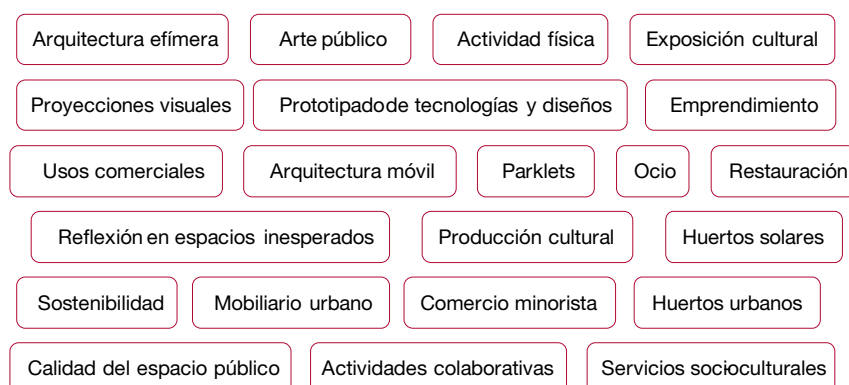 Arquitectura efímera Arte público Actividad física Exposición cultural
Proyecciones visuales Prototipadode tecnologías y diseños Emprendimiento
Usos comerciales Arquitectura móvil Parklets Ocio Restauración
Reflexión en espacios inesperados Producción cultural Huertos solares
Sostenibilidad Mobiliario urbano Comercio minorista Huertos urbanos
Calidad del espacio público Actividades colaborativas Servicios socioculturales